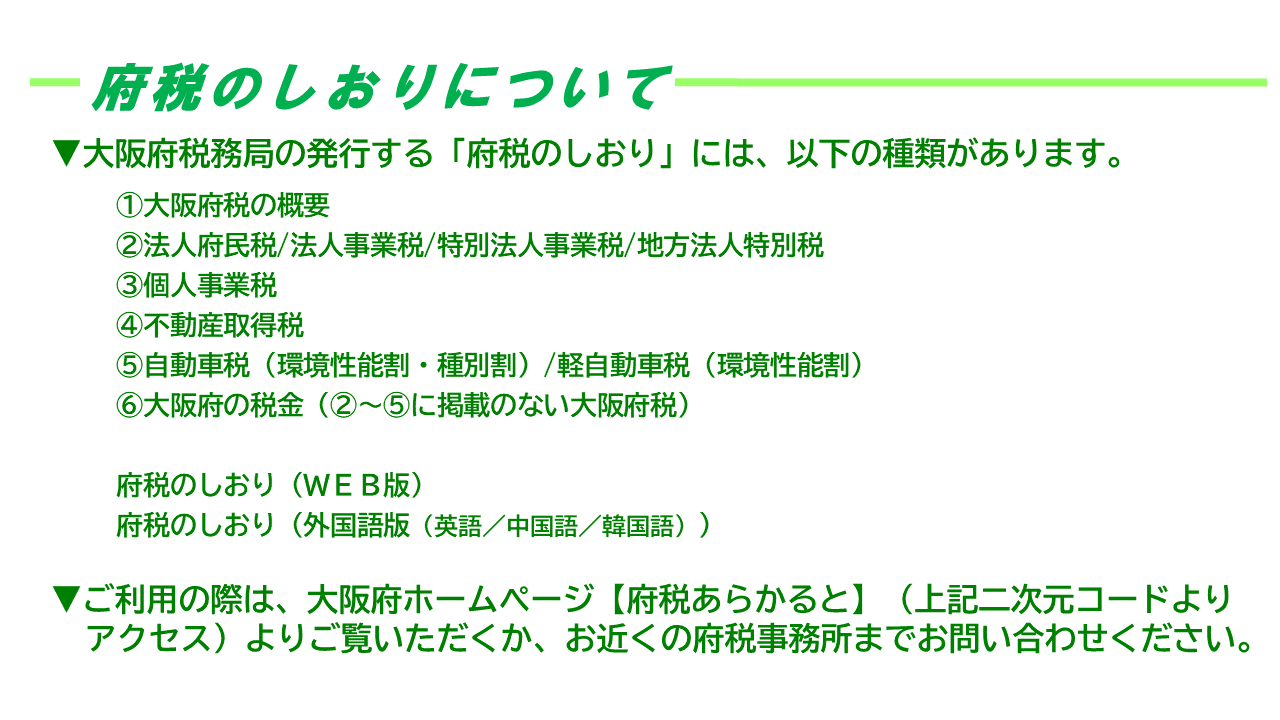 府税のしおりについて
▼大阪府税務局の発行する「府税のしおり」には、以下の種類があります。
①大阪府税の概要
②法人府民税/法人事業税/特別法人事業税/地方法人特別税
③個人事業税
④不動産取得税
⑤自動車税（環境性能割・種別割）/軽自動車税（環境性能割）
⑥大阪府の税金（②～⑤に掲載のない大阪府税）
府税のしおり（ＷＥＢ版）
府税のしおり（外国語版（英語／中国語／韓国語））
▼ご利用の際は、大阪府ホームページ【府税あらかると】（上記二次元コードより
アクセス）よりご覧いただくか、お近くの府税事務所までお問い合わせください。